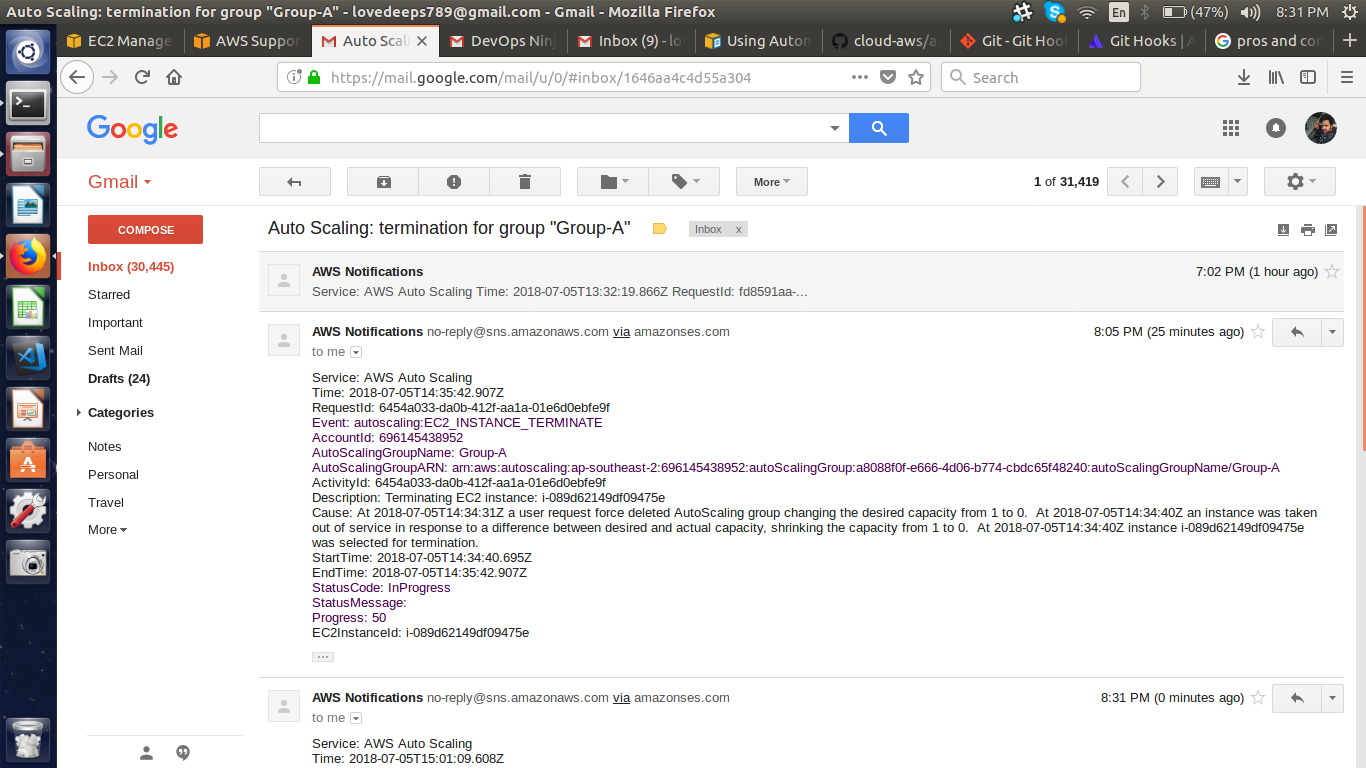 Auto Scaling: termination for group "Group-A" - lovedeeps789@gmail.com - Gmail - Mozilla Firefox
En (47%) 8:31 PM
EC2 Manage
AWS Suppor
Auto Scali
DevOps Nin
Inbox (9) - lo
Using Autom
cloud-aws/a
Git - Git Hool
Git Hooks | A
pros and con
https://mail.google.com/mail/u/0/#inbox/1646aa4c4d55a304
Search
Google
Gmail
More
1 of 31,419
COMPOSE
Inbox (30,445)
Starred
Important
Sent Mail
Drafts (24)
Categories
Notes
Personal
Travel
More
Auto Scaling: termination for group "Group-A"
Inbox x
AWS Notifications
7:02 PM (1 hour ago)
Service: AWS Auto Scaling Time: 2018-07-05T13:32:19.866Z RequestId: fd8591aa-...
AWS Notifications no-reply@sns.amazonaws.com via amazonses.com
8:05 PM (25 minutes ago)
to me
Service: AWS Auto Scaling
Time: 2018-07-05T14:35:42.907Z
RequestId: 6454a033-da0b-412f-aa1a-01e6d0ebfe9f
Event: autoscaling:EC2_INSTANCE_TERMINATE
AccountId: 696145438952
AutoScalingGroupName: Group-A
AutoScalingGroupARN: arn:aws:autoscaling:ap-southeast-2:696145438952:autoScalingGroup:a8088f0f-e666-4d06-b774-cbdc65f48240:autoScalingGroupName/Group-A
ActivityId: 6454a033-da0b-412f-aa1a-01e6d0ebfe9f
Description: Terminating EC2 instance: i-089d62149df09475e
Cause: At 2018-07-05T14:34:31Z a user request force deleted AutoScaling group changing the desired capacity from 1 to 0.  At 2018-07-05T14:34:40Z an instance was taken
out of service in response to a difference between desired and actual capacity, shrinking the capacity from 1 to 0.  At 2018-07-05T14:34:40Z instance i-089d62149df09475e
was selected for termination.
StartTime: 2018-07-05T14:34:40.695Z
EndTime: 2018-07-05T14:35:42.907Z
StatusCode: InProgress
StatusMessage:
Progress: 50
EC2InstanceId: i-089d62149df09475e
AWS Notifications no-reply@sns.amazonaws.com via amazonses.com
8:31 PM (0 minutes ago)
to me
Service: AWS Auto Scaling
Time: 2018-07-05T15:01:09.608Z